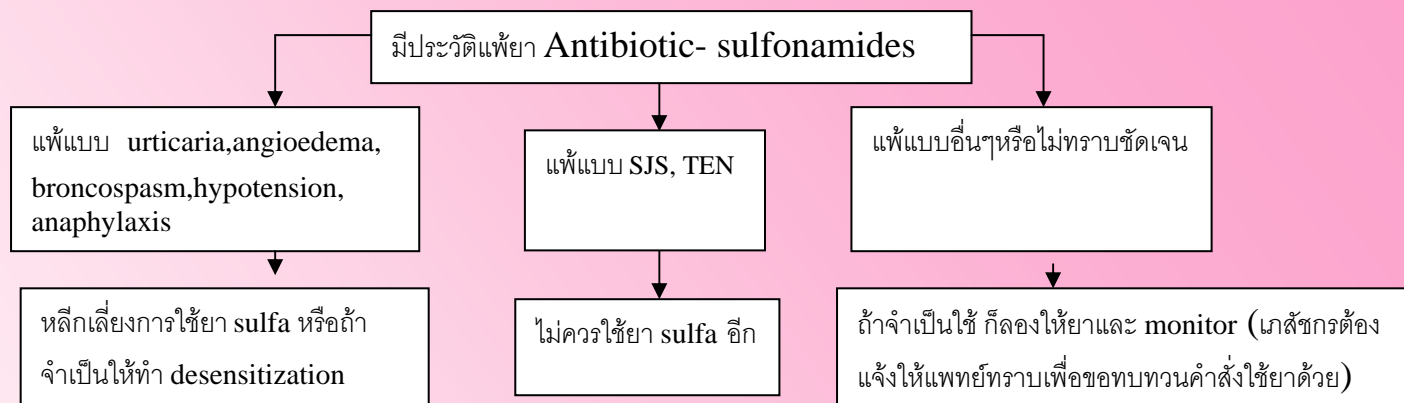 มีประวัติแพ้ยา Antibiotic- sulfonamides
แพ้แบบ urticaria,angioedema,
broncospasm,hypotension,
anaphylaxis
แพ้แบบ SJS, TEN
แพ้แบบอื่นๆหรือไม่ทราบชัดเจน
หลีกเลี่ยงการใช้ยา sulfa หรือถ้า
จำเป็นให้ทำ desensitization
ไม่ควรใช้ยา sulfa อีก
ถ้าจำเป็นใช้ ก็ลองให้ยาและ monitor (เภสัชกรต้อง
แจ้งให้แพทย์ทราบเพื่อขอทบทวนคำสั่งใช้ยาด้วย)